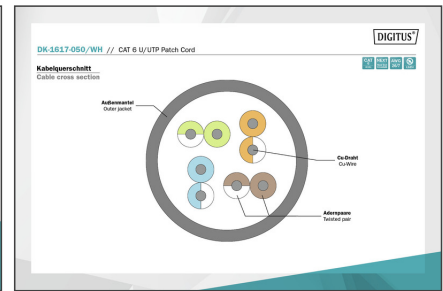 DIGITUS®
DK-1617-050/WH // CAT 6 U/UTP Patch Cord
Kabelquerschnitt
Cable cross section
Außenmantel
Outer jacket
Cu-Draht
Cu-Wire
Adernpaare
Twisted pair